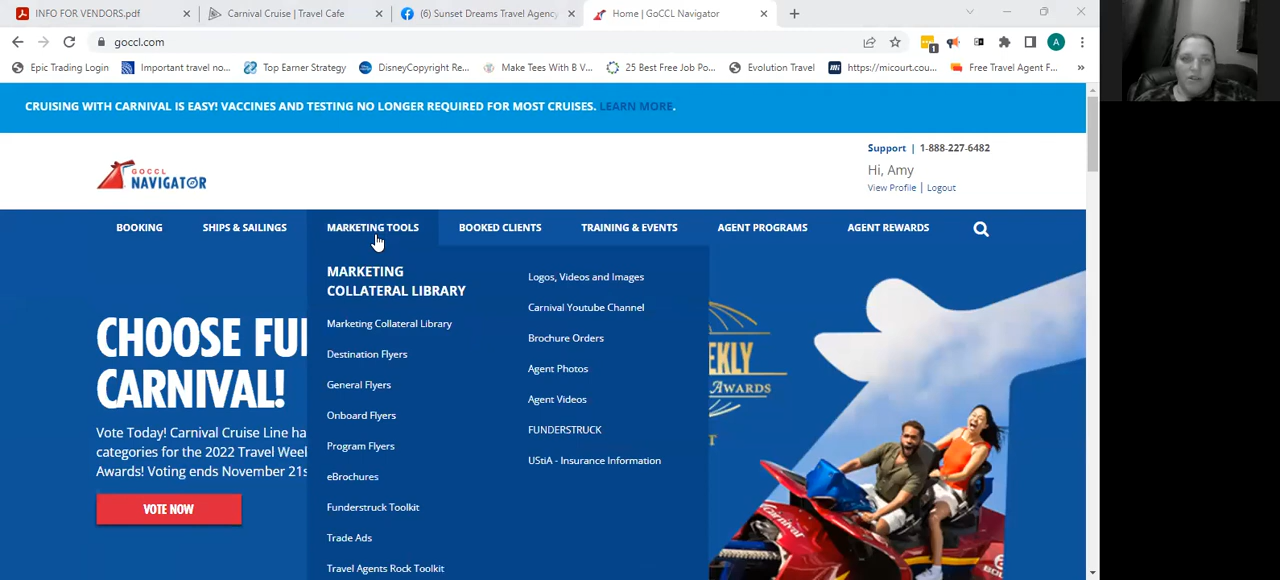 INFO FOR VENDORS.pdf
Carnival Cruise | Travel Cafe
(6) Sunset Dreams Travel Agency
Home | GoCCL Navigator
goccl.com
1
A
Epic Trading Login
Important travel no...
Top Earner Strategy
DisneyCopyright Re...
Make Tees With B V...
25 Best Free Job Po...
Evolution Travel
https://micourt.cou...
Free Travel Agent F...
»
CRUISING WITH CARNIVAL IS EASY! VACCINES AND TESTING NO LONGER REQUIRED FOR MOST CRUISES. LEARN MORE.
Support | 1-888-227-6482
Hi, Amy
View Profile | Logout
GOCCL
NAVIGATOR
BOOKING
SHIPS & SAILINGS
MARKETING TOOLS
BOOKED CLIENTS
TRAINING & EVENTS
AGENT PROGRAMS
AGENT REWARDS
MARKETING
COLLATERAL LIBRARY
Marketing Collateral Library
Destination Flyers
General Flyers
Onboard Flyers
Program Flyers
eBrochures
Funderstruck Toolkit
Trade Ads
Travel Agents Rock Toolkit
Logos, Videos and Images
Carnival Youtube Channel
Brochure Orders
Agent Photos
Agent Videos
FUNDERSTRUCK
UStiA - Insurance Information
CHOOSE FU
CARNIVAL!
Vote Today! Carnival Cruise Line ha
categories for the 2022 Travel Week
Awards! Voting ends November 21s
VOTE NOW
EKLY
AWARDS
T
Carnival